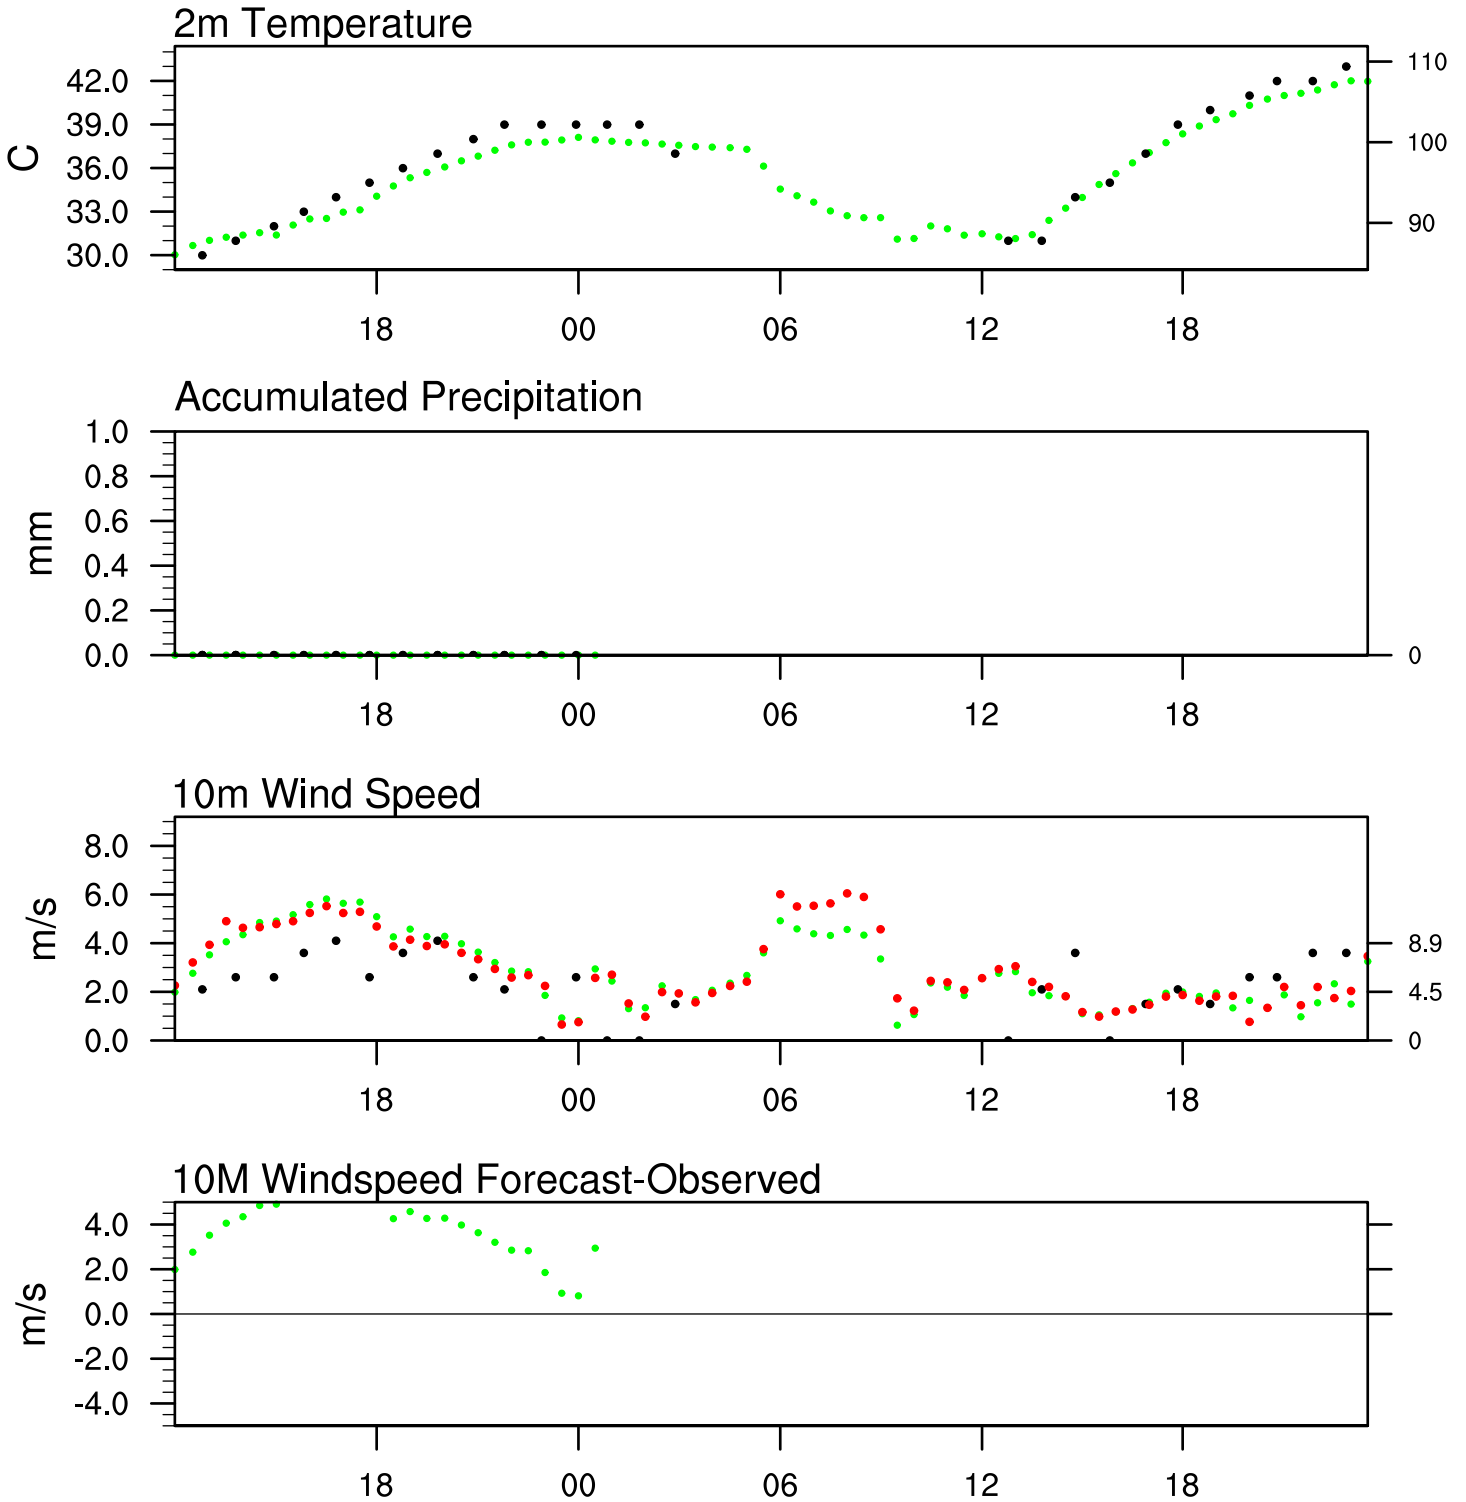 2m Temperature
42.0
39.0
36.0
33.0
30.0
C
110
100
90
18 00 06 12 18
Accumulated Precipitation
1.0
0.8
0.6
0.4
0.2
0.0
mm
0
18 00 06 12 18
10m Wind Speed
8.0
6.0
4.0
2.0
0.0
m/s
8.9
4.5
0
18 00 06 12 18
10M Windspeed Forecast-Observed
4.0
2.0
0.0
-2.0
-4.0
m/s
18 00 06 12 18